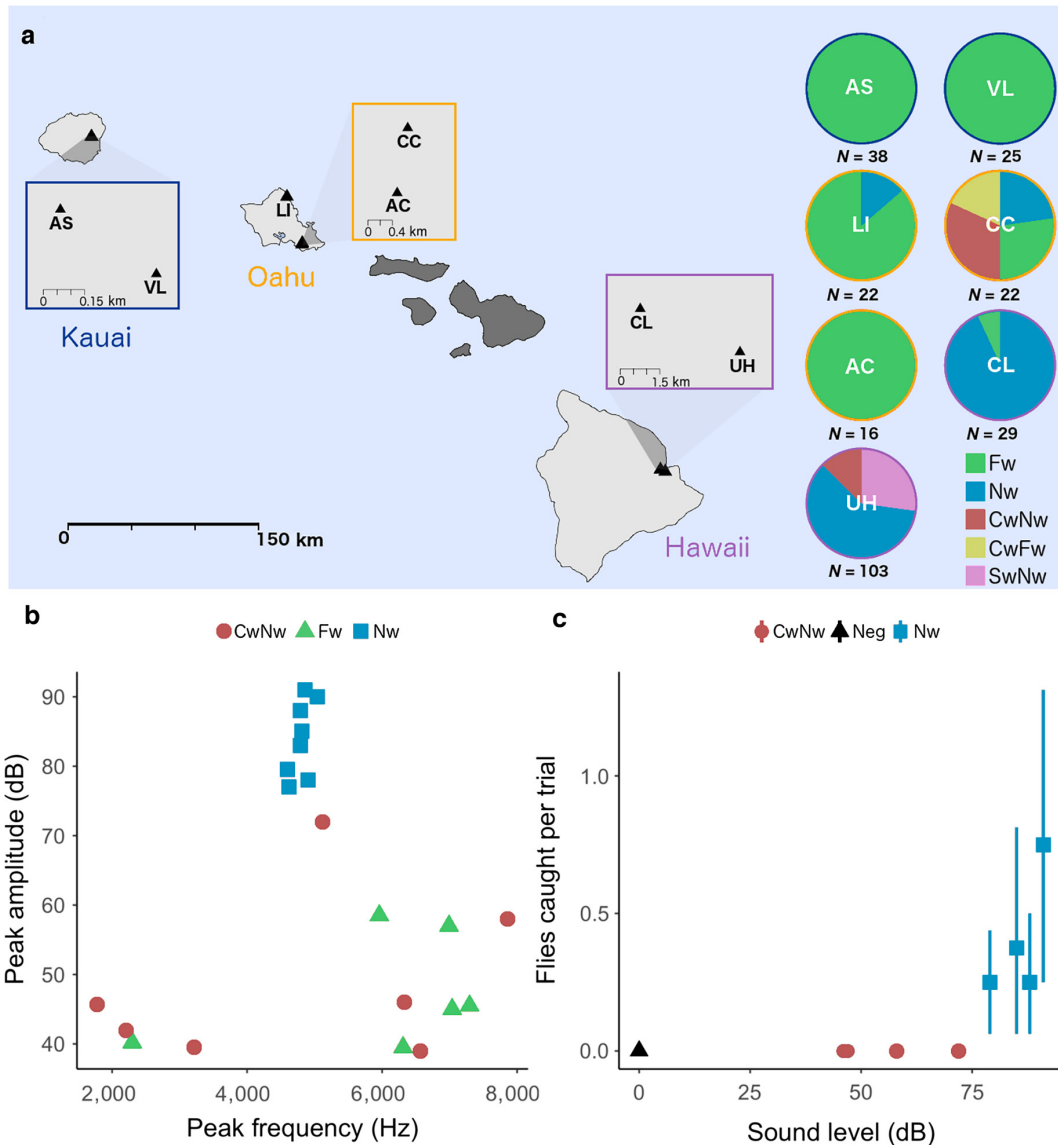 a
AS
N = 38
VL
N = 25
LI
N = 22
CC
N = 22
AC
N = 16
CL
N = 29
UH
N = 103
Fw
Nw
CwNw
CwFw
SwNw
AS
VL
0 0.15 km
Kauai
LI
Oahu
CC
AC
0 0.4 km
CL
UH
0 1.5 km
Hawaii
0 150 km
b
CwNw Fw Nw
Peak amplitude (dB)
90
80
70
60
50
40
2,000 4,000 6,000 8,000
Peak frequency (Hz)
c
CwNw Neg Nw
Flies caught per trial
1.0
0.5
0.0
0 25 50 75
Sound level (dB)